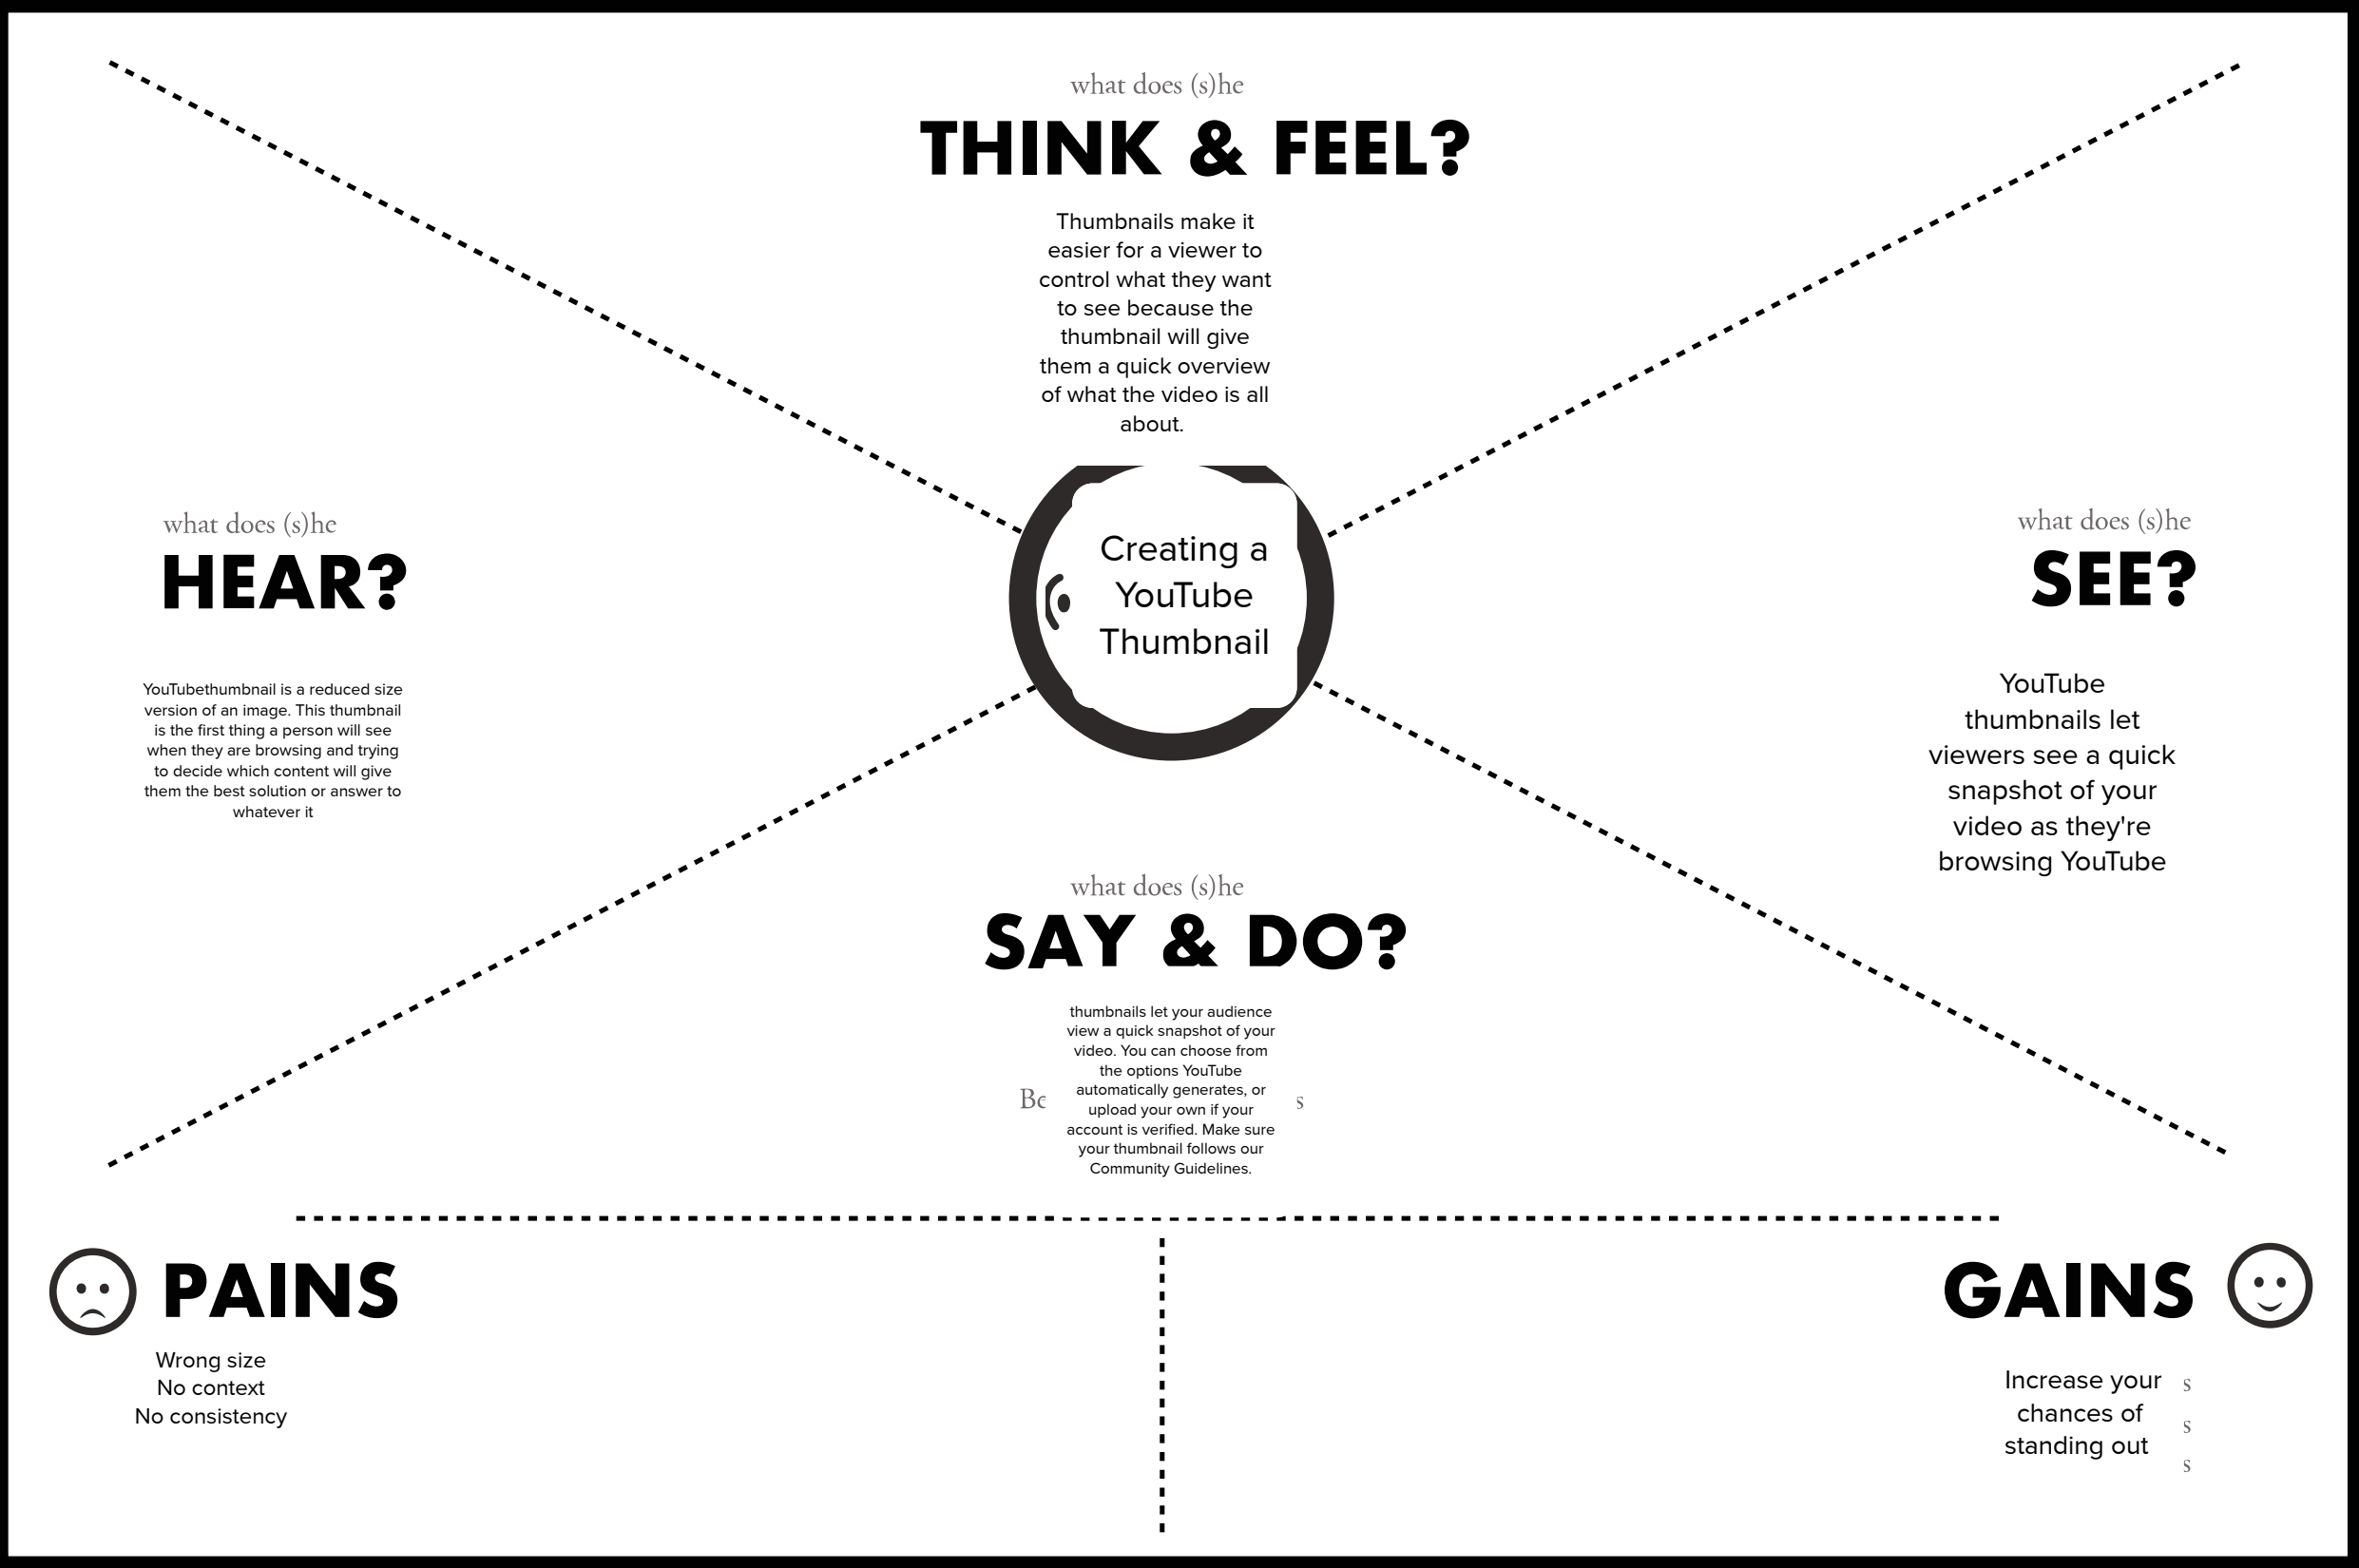 what does (s)he
THINK & FEEL?
Thumbnails make it
easier for a viewer to
control what they want
to see because the
thumbnail will give
them a quick overview
of what the video is all
about.
what does (s)he
HEAR?
YouTubethumbnail is a reduced size
version of an image. This thumbnail
is the first thing a person will see
when they are browsing and trying
to decide which content will give
them the best solution or answer to
whatever it
Creating a
YouTube
Thumbnail
what does (s)he
SEE?
YouTube
thumbnails let
viewers see a quick
snapshot of your
video as they're
browsing YouTube
what does (s)he
SAY & DO?
thumbnails let your audience
view a quick snapshot of your
video. You can choose from
the options YouTube
automatically generates, or
upload your own if your
account is verified. Make sure
your thumbnail follows our
Community Guidelines.
PAINS
Wrong size
No context
No consistency
GAINS
Increase your
chances of
standing out